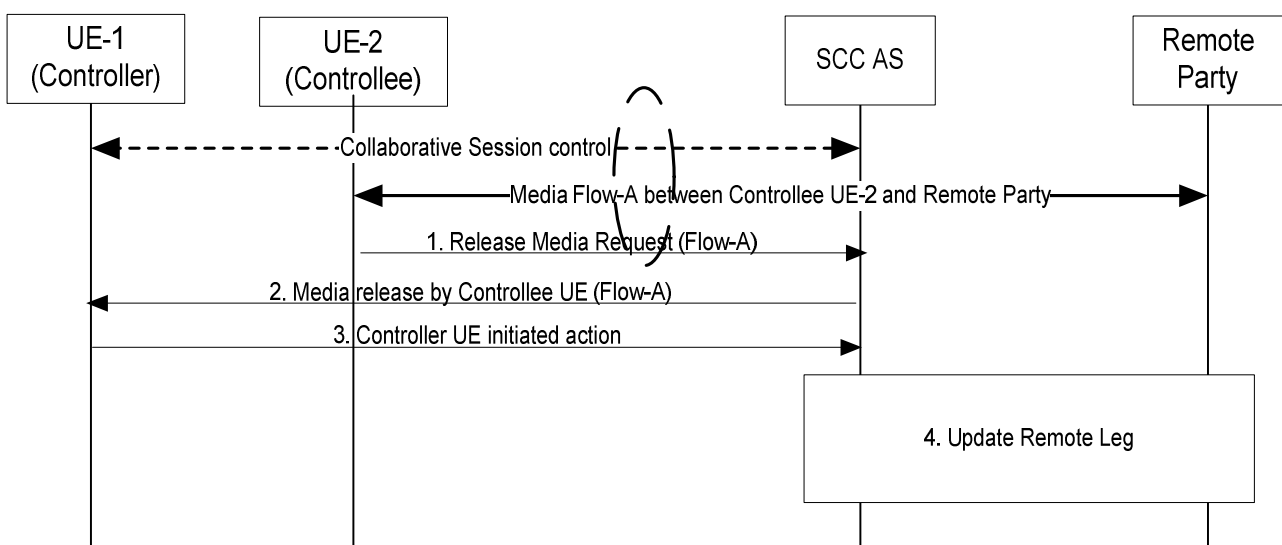 UE-1
(Controller)
UE-2
(Controllee)
SCC AS
Remote
Party
Collaborative Session control
Media Flow-A between Controllee UE-2 and Remote Party
1. Release Media Request (Flow-A)
2. Media release by Controllee UE (Flow-A)
3. Controller UE initiated action
4. Update Remote Leg